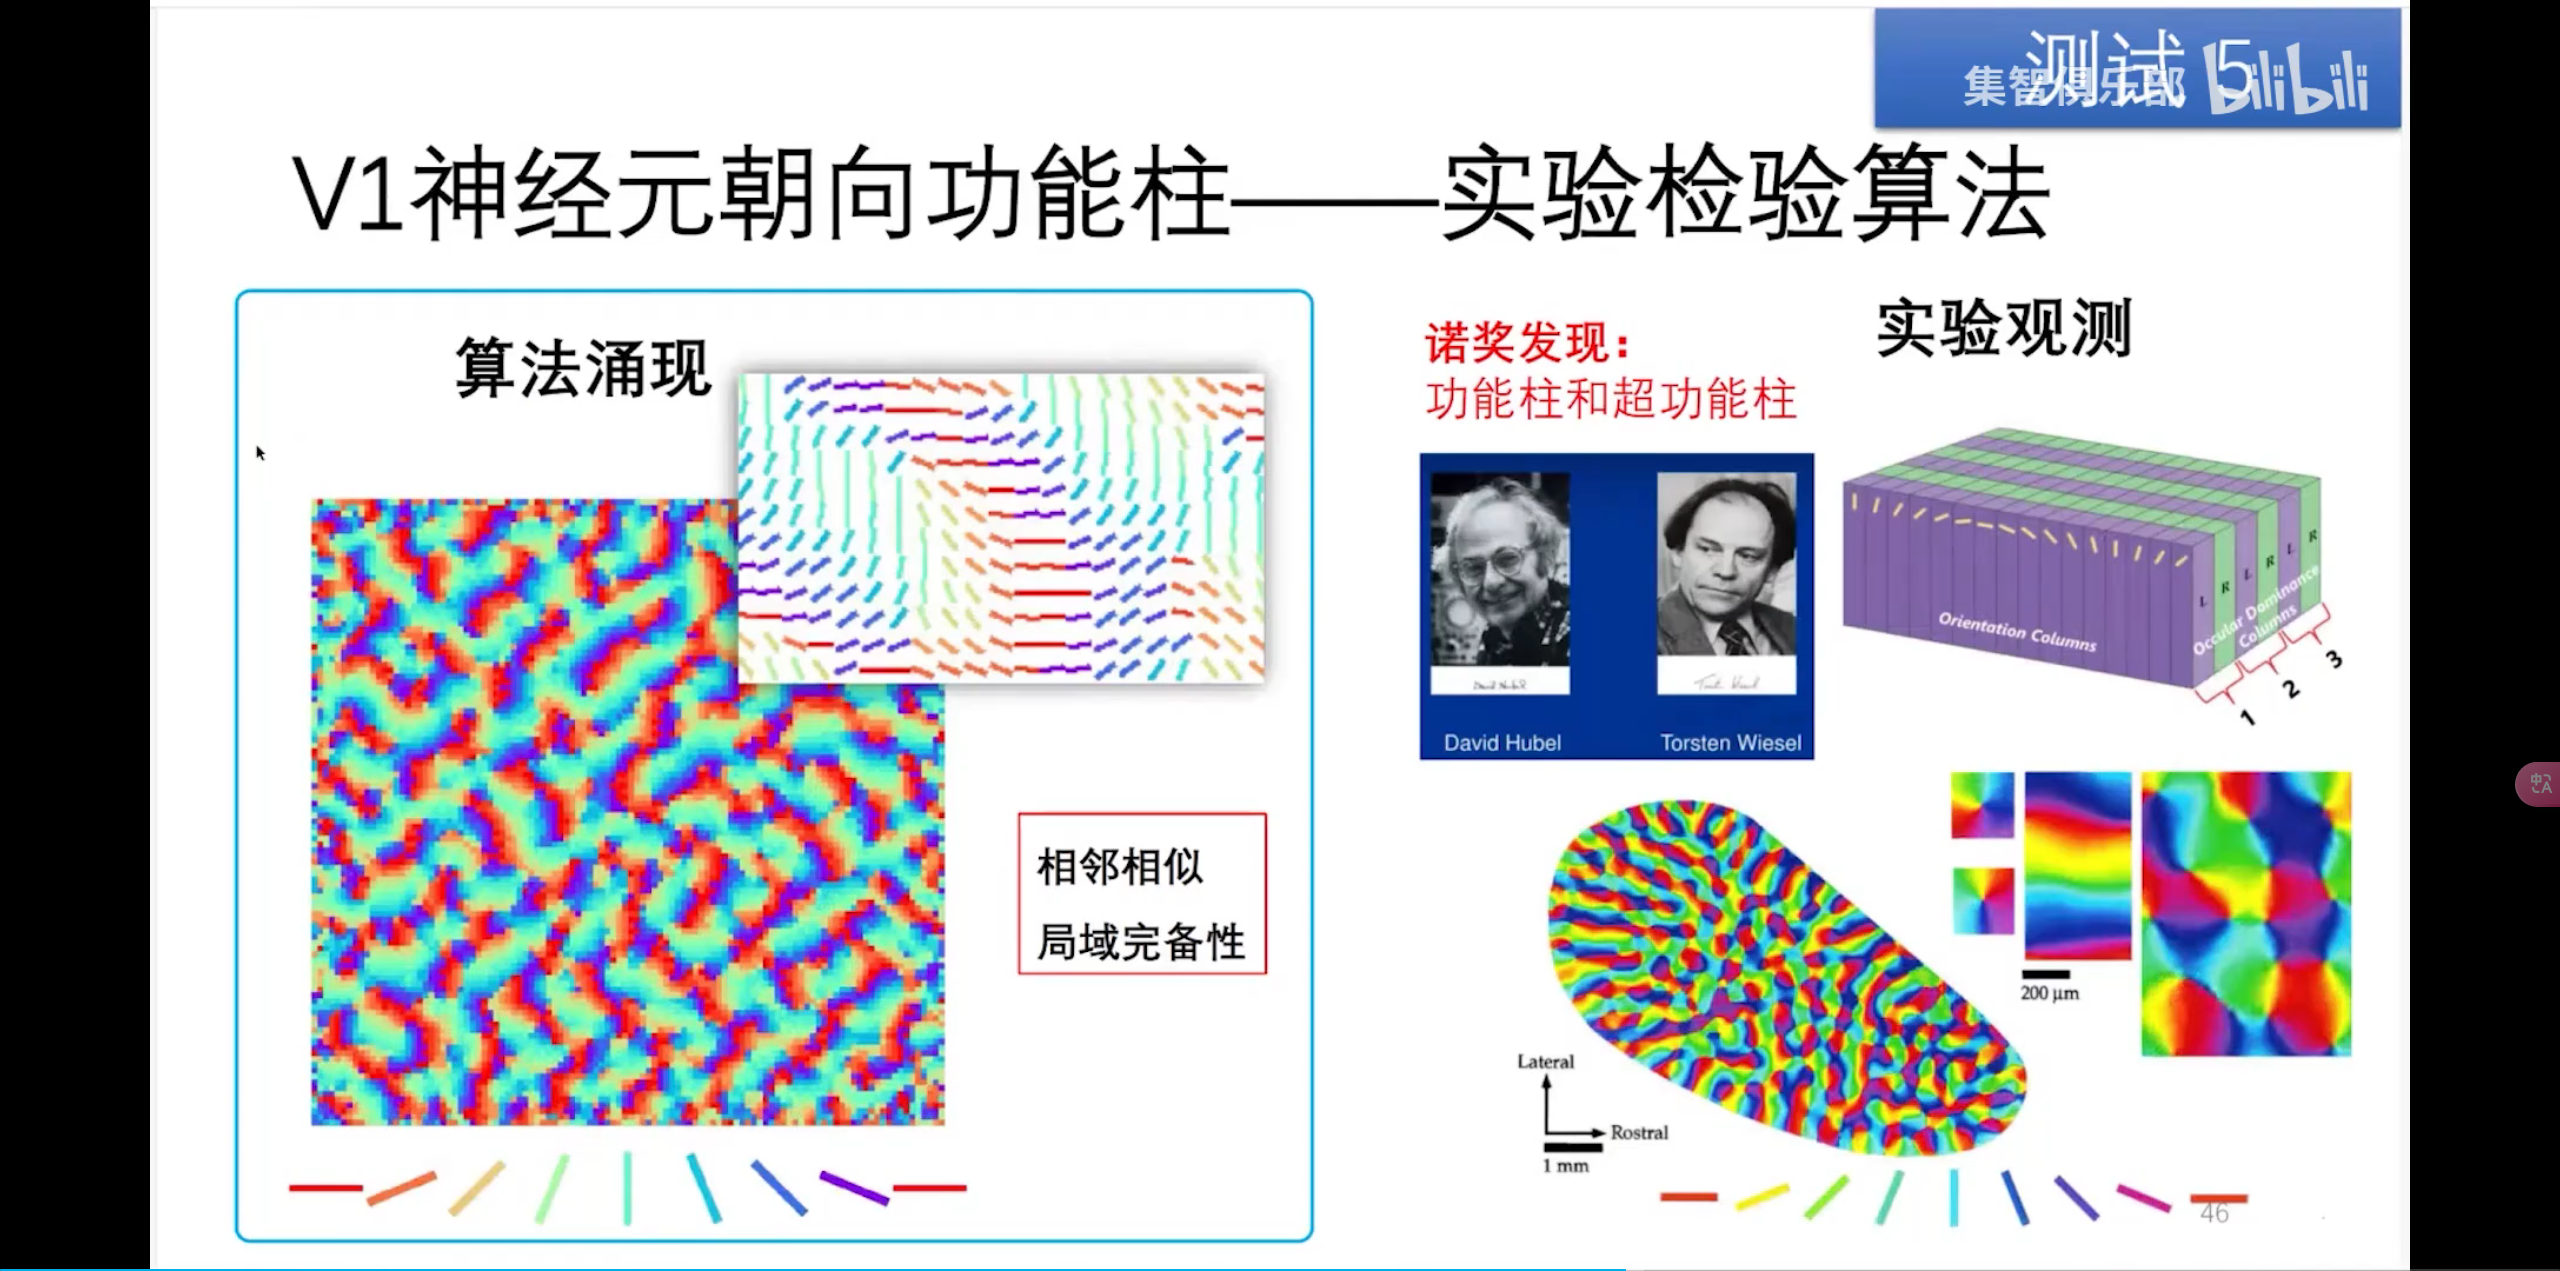 测试 5
集智俱乐部 bilibili
V1神经元朝向功能柱——实验检验算法
算法涌现
相邻相似
局域完备性
实验观测
诺奖发现：
功能柱和超功能柱
David Hubel
Torsten Wiesel
Orientation Columns
Occular Dominance
Columns
L
R
L
R
L
R
1
2
3
200 μm
Lateral
Rostral
1 mm
46
中
A